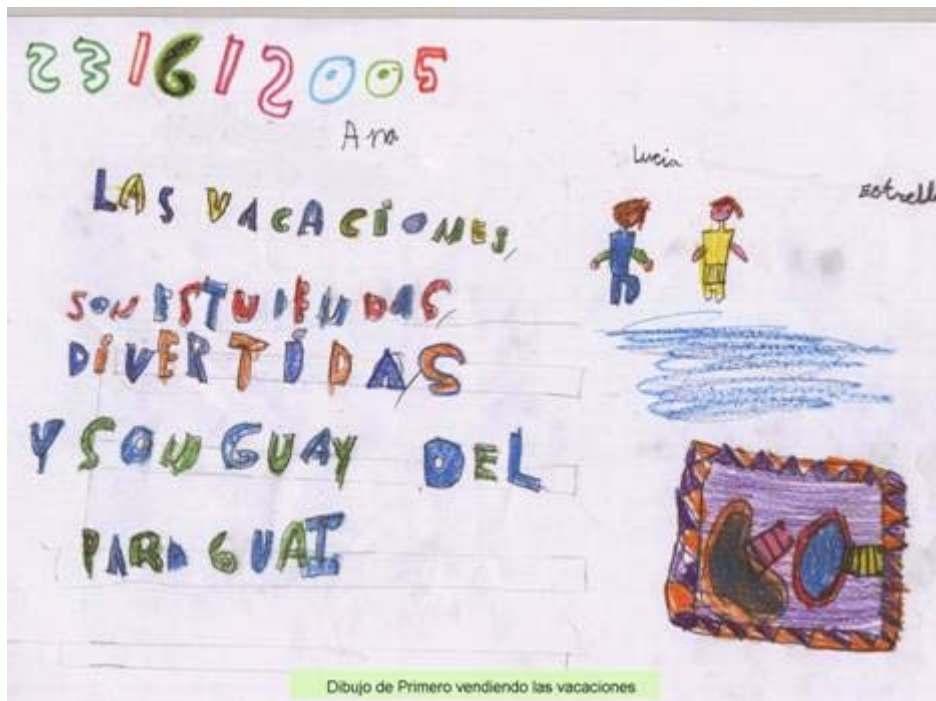 23/6/2005
Ana
Lucia
Estrella
LAS VACACIONES,
SON ESTUPENDAS,
DIVERTIDAS,
Y SON GUAY DEL
PARAGUAI
Dibujo de Primero vendiendo las vacaciones